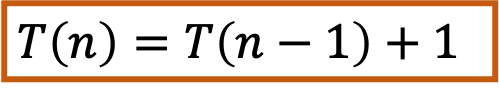 T(n) = T(n − 1) + 1